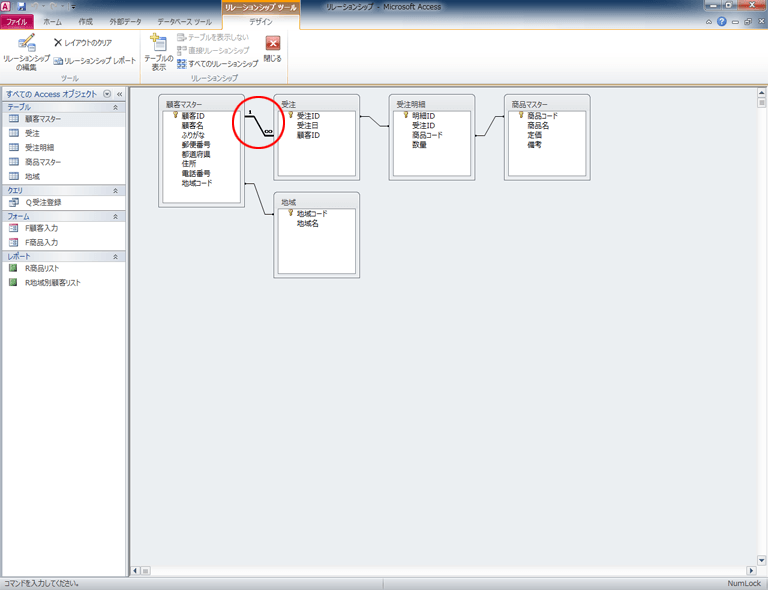 リレーションシップ ツール
リレーションシップ - Microsoft Access
ファイル ホーム 作成 外部データ データベース ツール デザイン
リレーションシップの編集
レイアウトのクリア
リレーションシップ レポート
ツール
テーブルの表示
テーブルを表示しない
直接リレーションシップ
すべてのリレーションシップ
閉じる
リレーションシップ
すべての Access オブジェクト
テーブル
顧客マスター
受注
受注明細
商品マスター
地域
クエリ
Q受注登録
フォーム
F顧客入力
F商品入力
レポート
R商品リスト
R地域別顧客リスト
顧客マスター
顧客ID
顧客名
ふりがな
郵便番号
都道府県
住所
電話番号
地域コード
1
∞
受注
受注ID
受注日
顧客ID
受注明細
明細ID
受注ID
商品コード
数量
商品マスター
商品コード
商品名
定価
備考
地域
地域コード
地域名
コマンドを入力してください。
NumLock